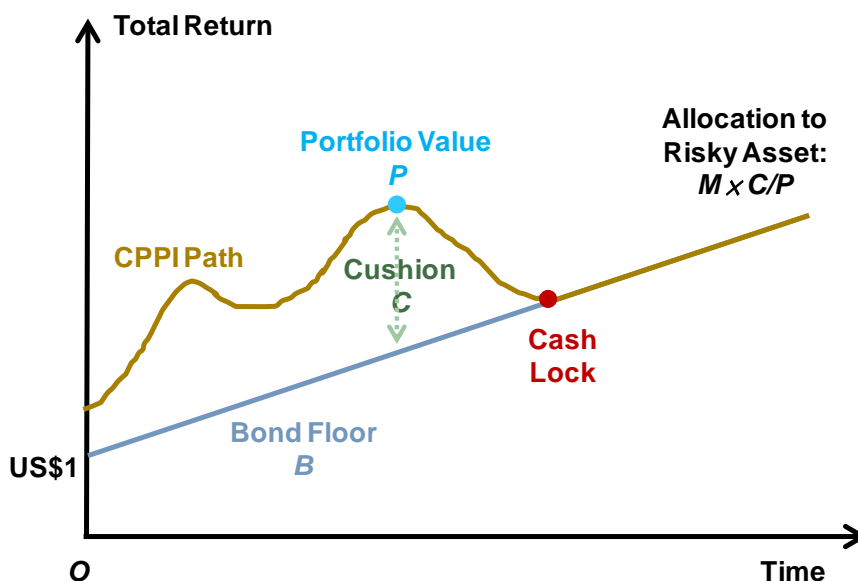 Total Return
Allocation to
Risky Asset:
M × C/P
Portfolio Value
P
CPPI Path
Cushion
C
Cash
Lock
Bond Floor
B
US$1
O
Time